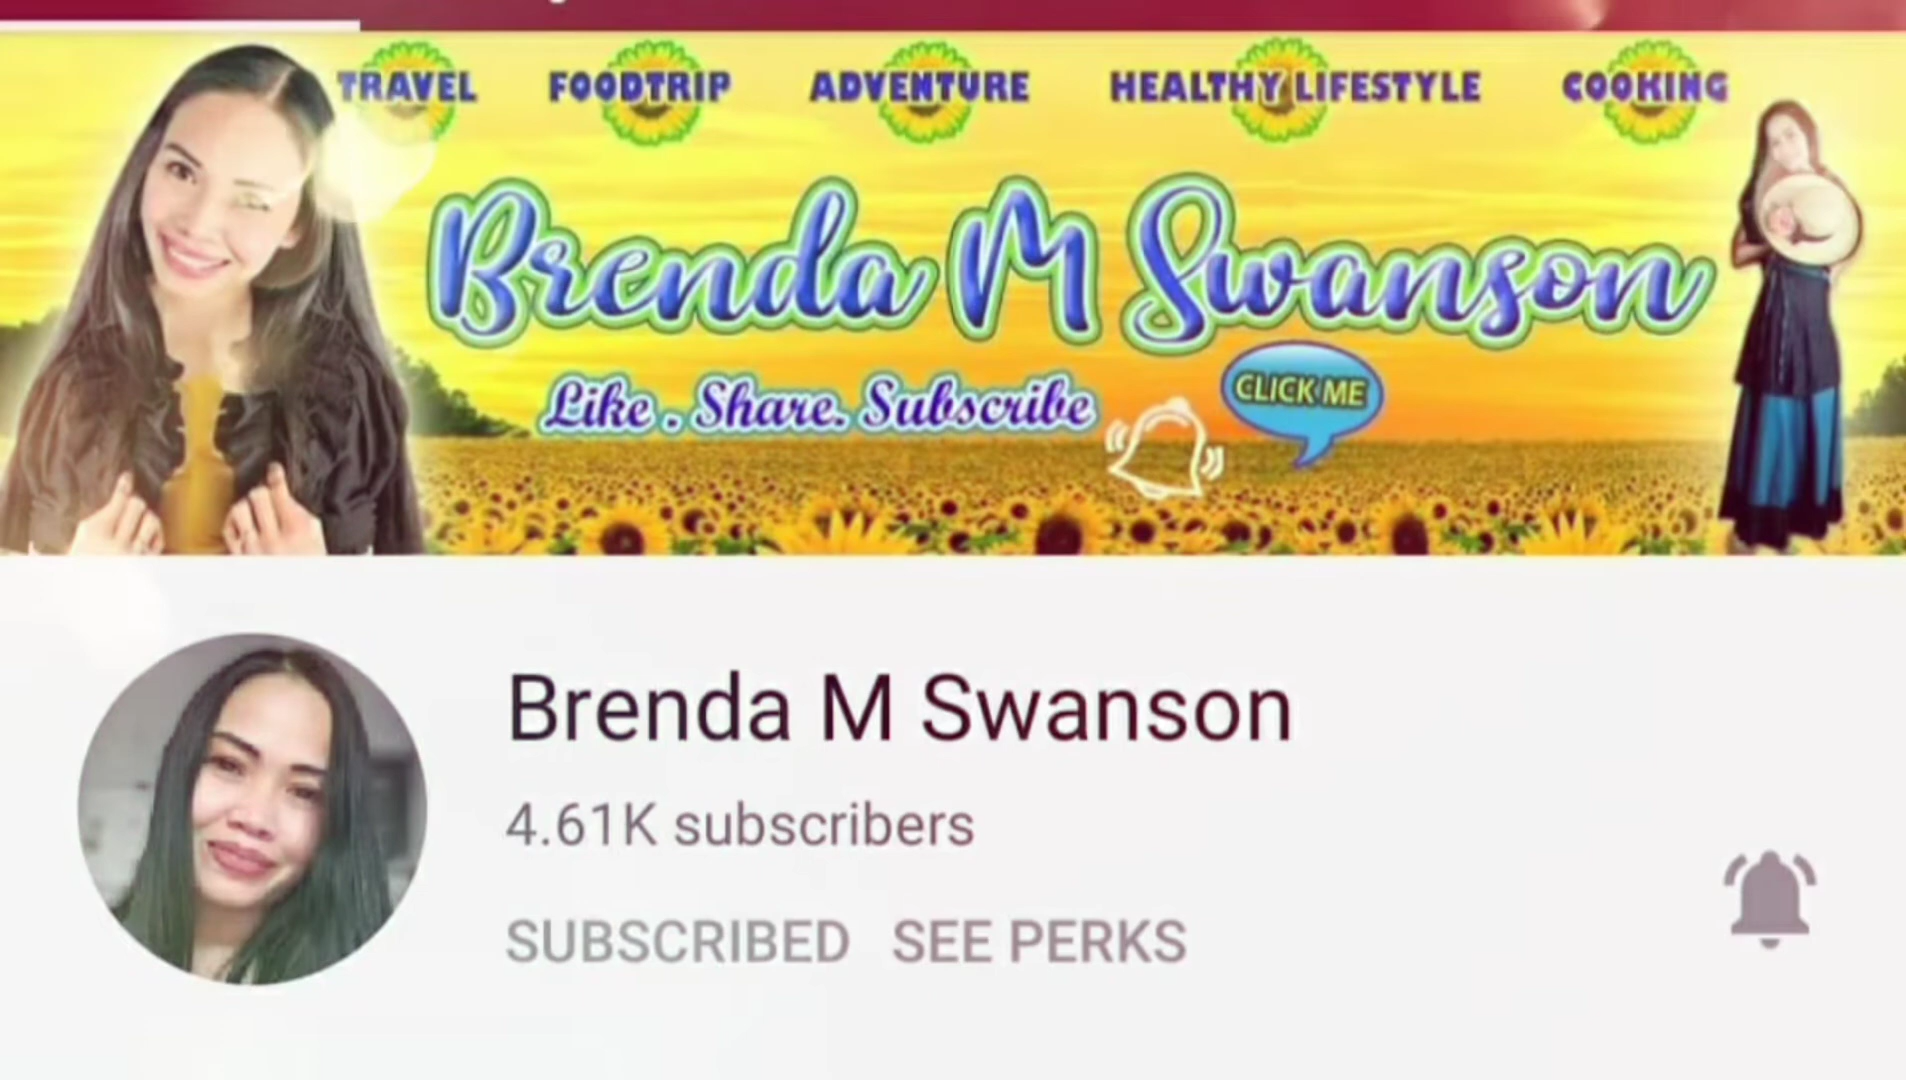 TRAVEL FOODTRIP ADVENTURE HEALTHY LIFESTYLE COOKING
Brenda M Swanson
Like . Share. Subscribe
CLICK ME
Brenda M Swanson
4.61K subscribers
SUBSCRIBED SEE PERKS